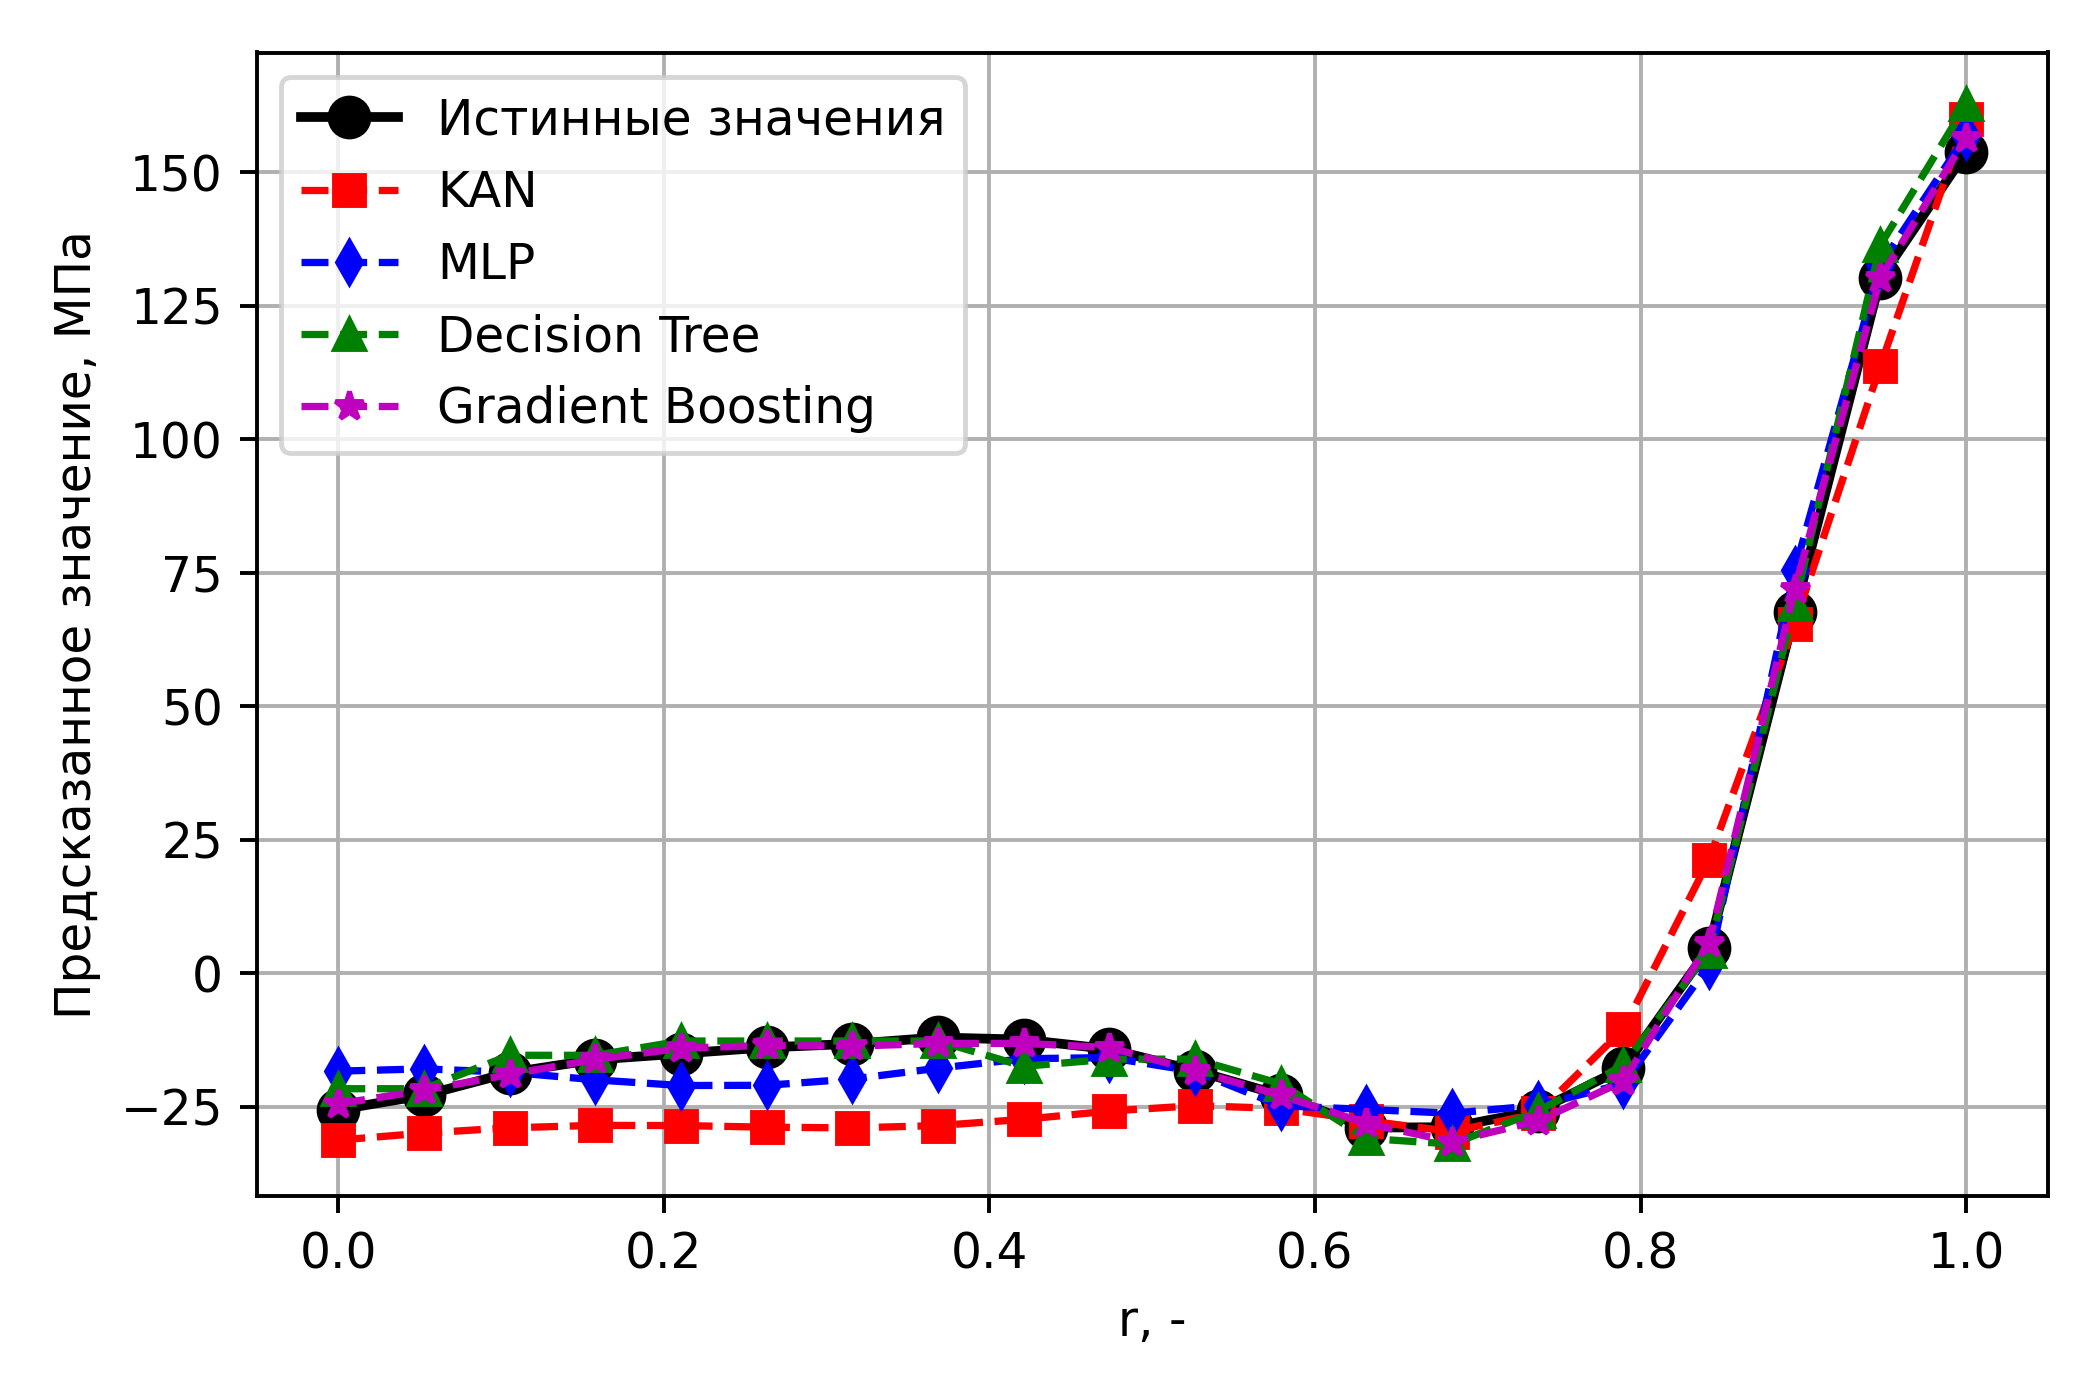 Истинные значения
KAN
MLP
Decision Tree
Gradient Boosting
Предсказанное значение, МПа
150
125
100
75
50
25
0
−25
0.0 0.2 0.4 0.6 0.8 1.0
r, -